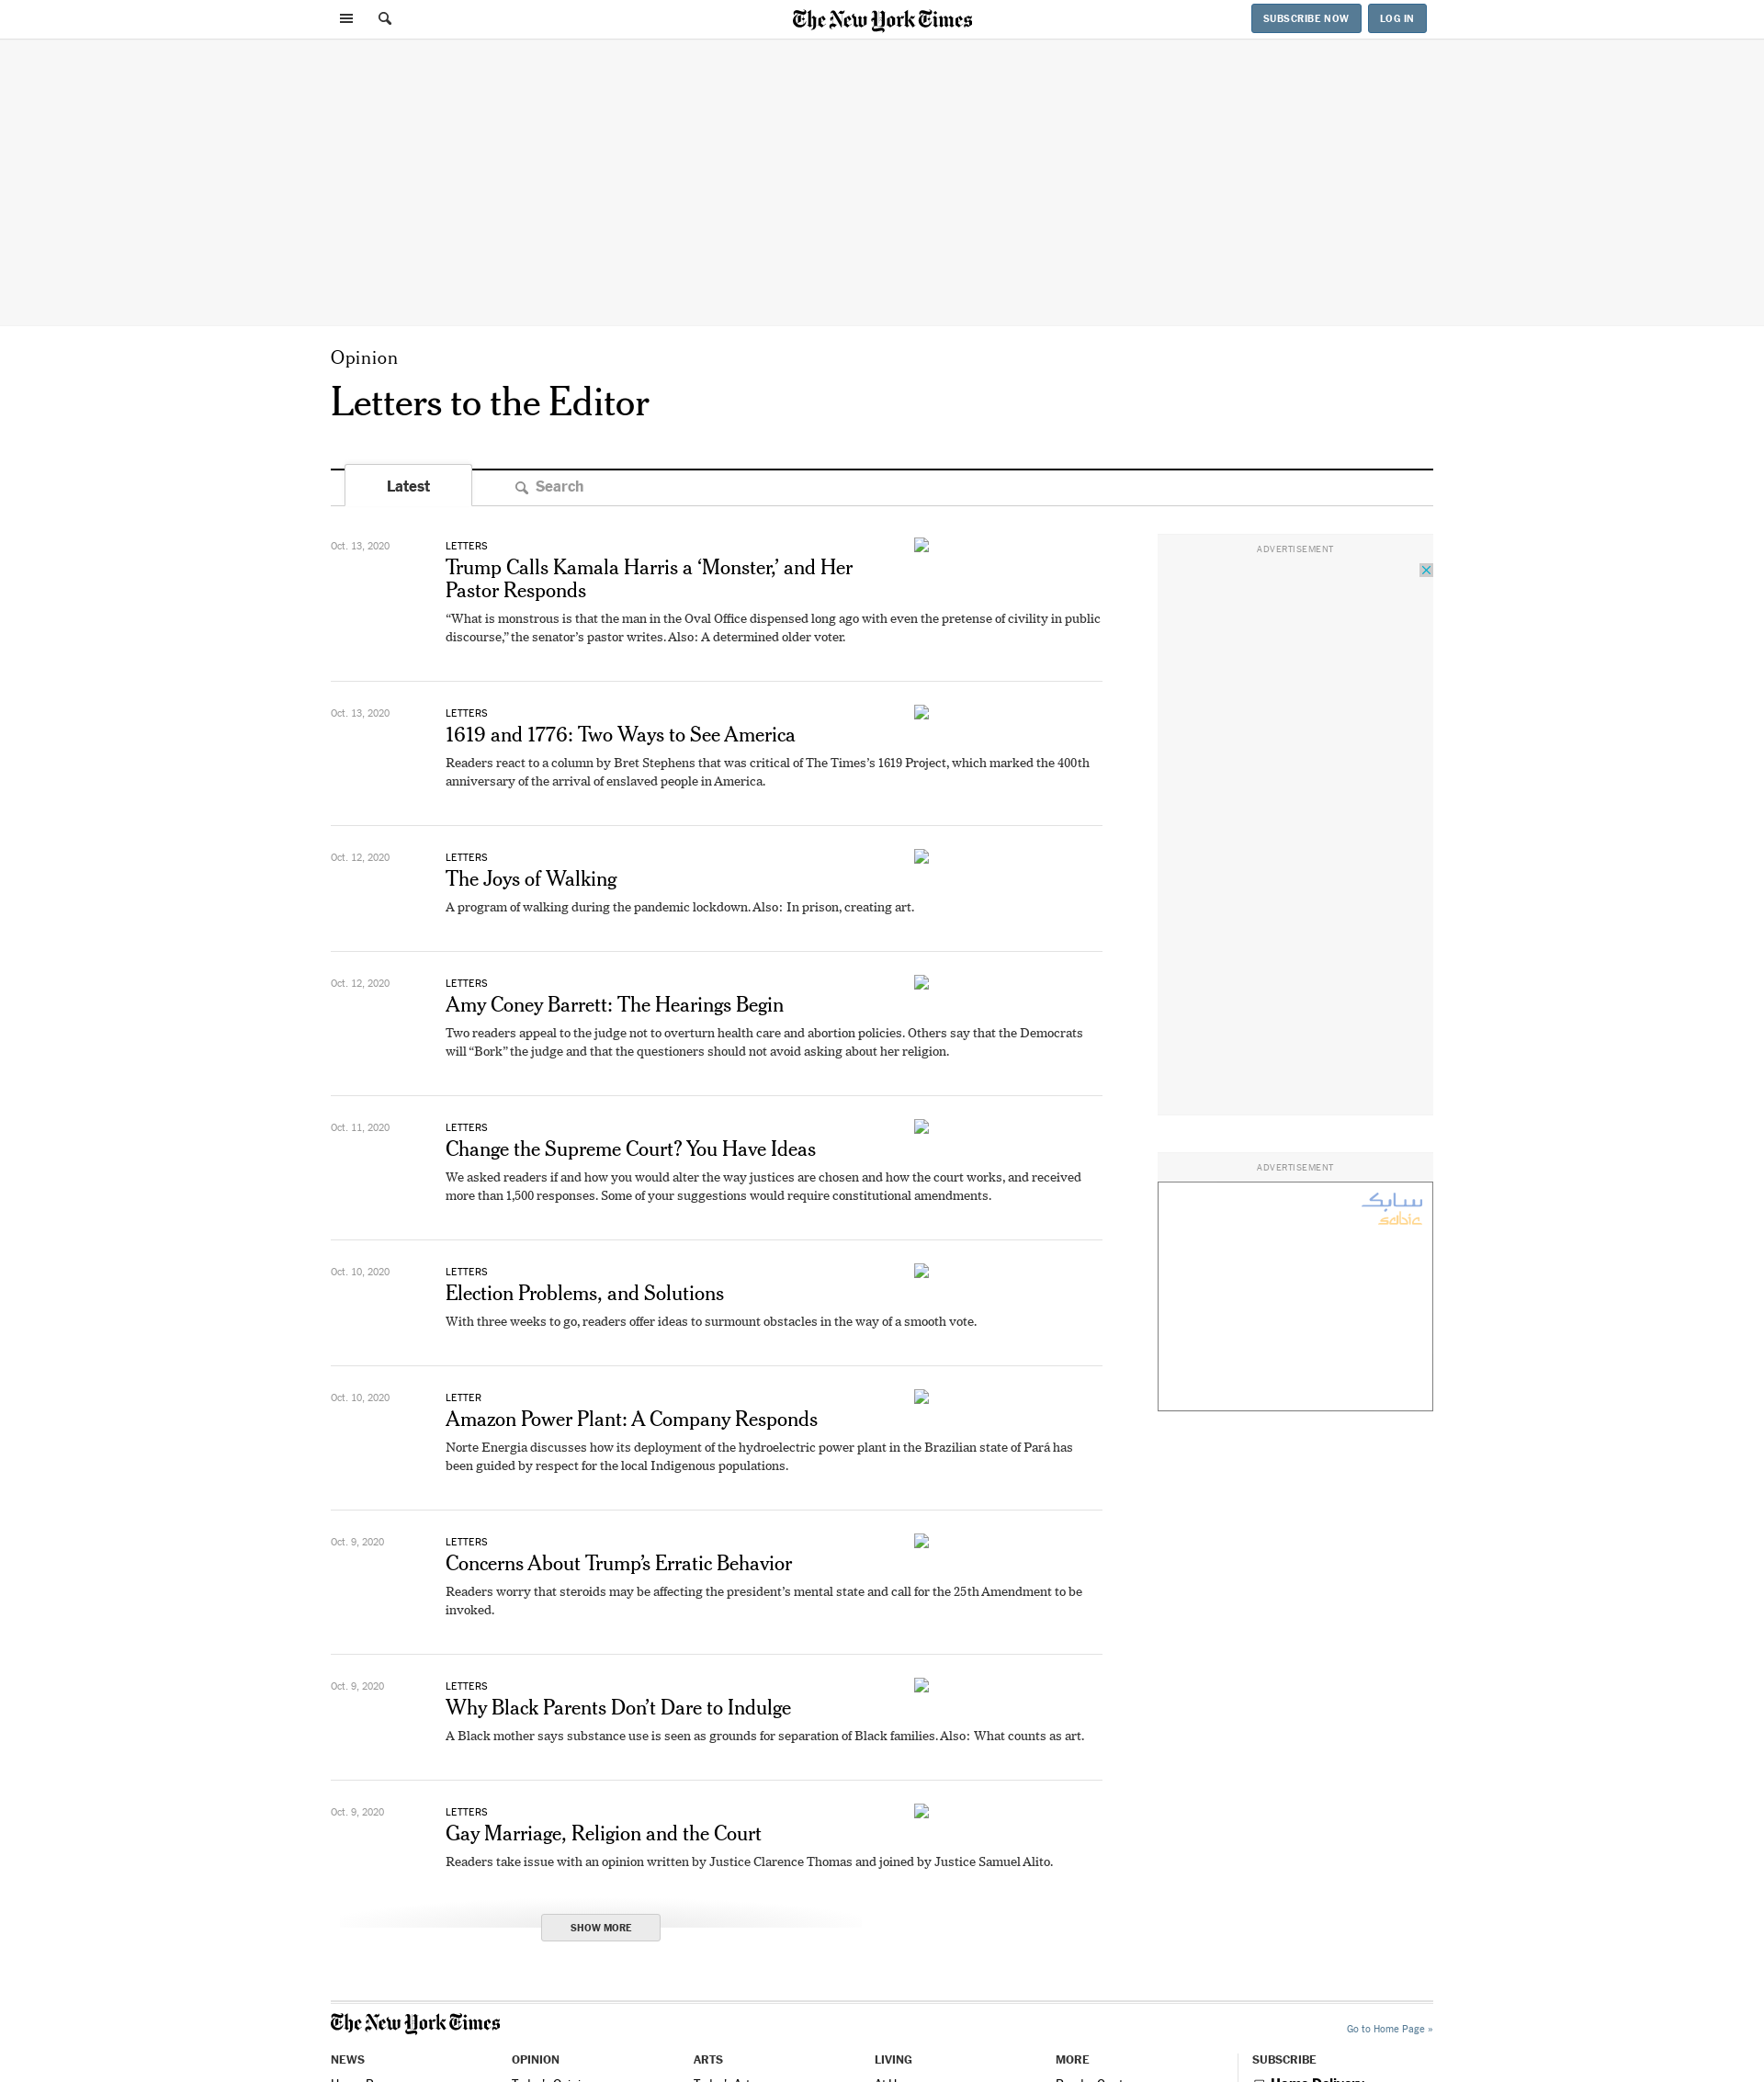 The New York Times
SUBSCRIBE NOW
LOG IN
Opinion
Letters to the Editor
Latest
Search
Oct. 13, 2020
LETTERS
Trump Calls Kamala Harris a ‘Monster,’ and Her
Pastor Responds
“What is monstrous is that the man in the Oval Office dispensed long ago with even the pretense of civility in public
discourse,” the senator’s pastor writes. Also: A determined older voter.
Oct. 13, 2020
LETTERS
1619 and 1776: Two Ways to See America
Readers react to a column by Bret Stephens that was critical of The Times’s 1619 Project, which marked the 400th
anniversary of the arrival of enslaved people in America.
Oct. 12, 2020
LETTERS
The Joys of Walking
A program of walking during the pandemic lockdown. Also: In prison, creating art.
Oct. 12, 2020
LETTERS
Amy Coney Barrett: The Hearings Begin
Two readers appeal to the judge not to overturn health care and abortion policies. Others say that the Democrats
will “Bork” the judge and that the questioners should not avoid asking about her religion.
Oct. 11, 2020
LETTERS
Change the Supreme Court? You Have Ideas
We asked readers if and how you would alter the way justices are chosen and how the court works, and received
more than 1,500 responses. Some of your suggestions would require constitutional amendments.
Oct. 10, 2020
LETTERS
Election Problems, and Solutions
With three weeks to go, readers offer ideas to surmount obstacles in the way of a smooth vote.
Oct. 10, 2020
LETTER
Amazon Power Plant: A Company Responds
Norte Energia discusses how its deployment of the hydroelectric power plant in the Brazilian state of Pará has
been guided by respect for the local Indigenous populations.
Oct. 9, 2020
LETTERS
Concerns About Trump’s Erratic Behavior
Readers worry that steroids may be affecting the president’s mental state and call for the 25th Amendment to be
invoked.
Oct. 9, 2020
LETTERS
Why Black Parents Don’t Dare to Indulge
A Black mother says substance use is seen as grounds for separation of Black families. Also: What counts as art.
Oct. 9, 2020
LETTERS
Gay Marriage, Religion and the Court
Readers take issue with an opinion written by Justice Clarence Thomas and joined by Justice Samuel Alito.
SHOW MORE
ADVERTISEMENT
ADVERTISEMENT
سابك
sabic
The New York Times
Go to Home Page »
NEWS
OPINION
ARTS
LIVING
MORE
SUBSCRIBE
Home Delivery